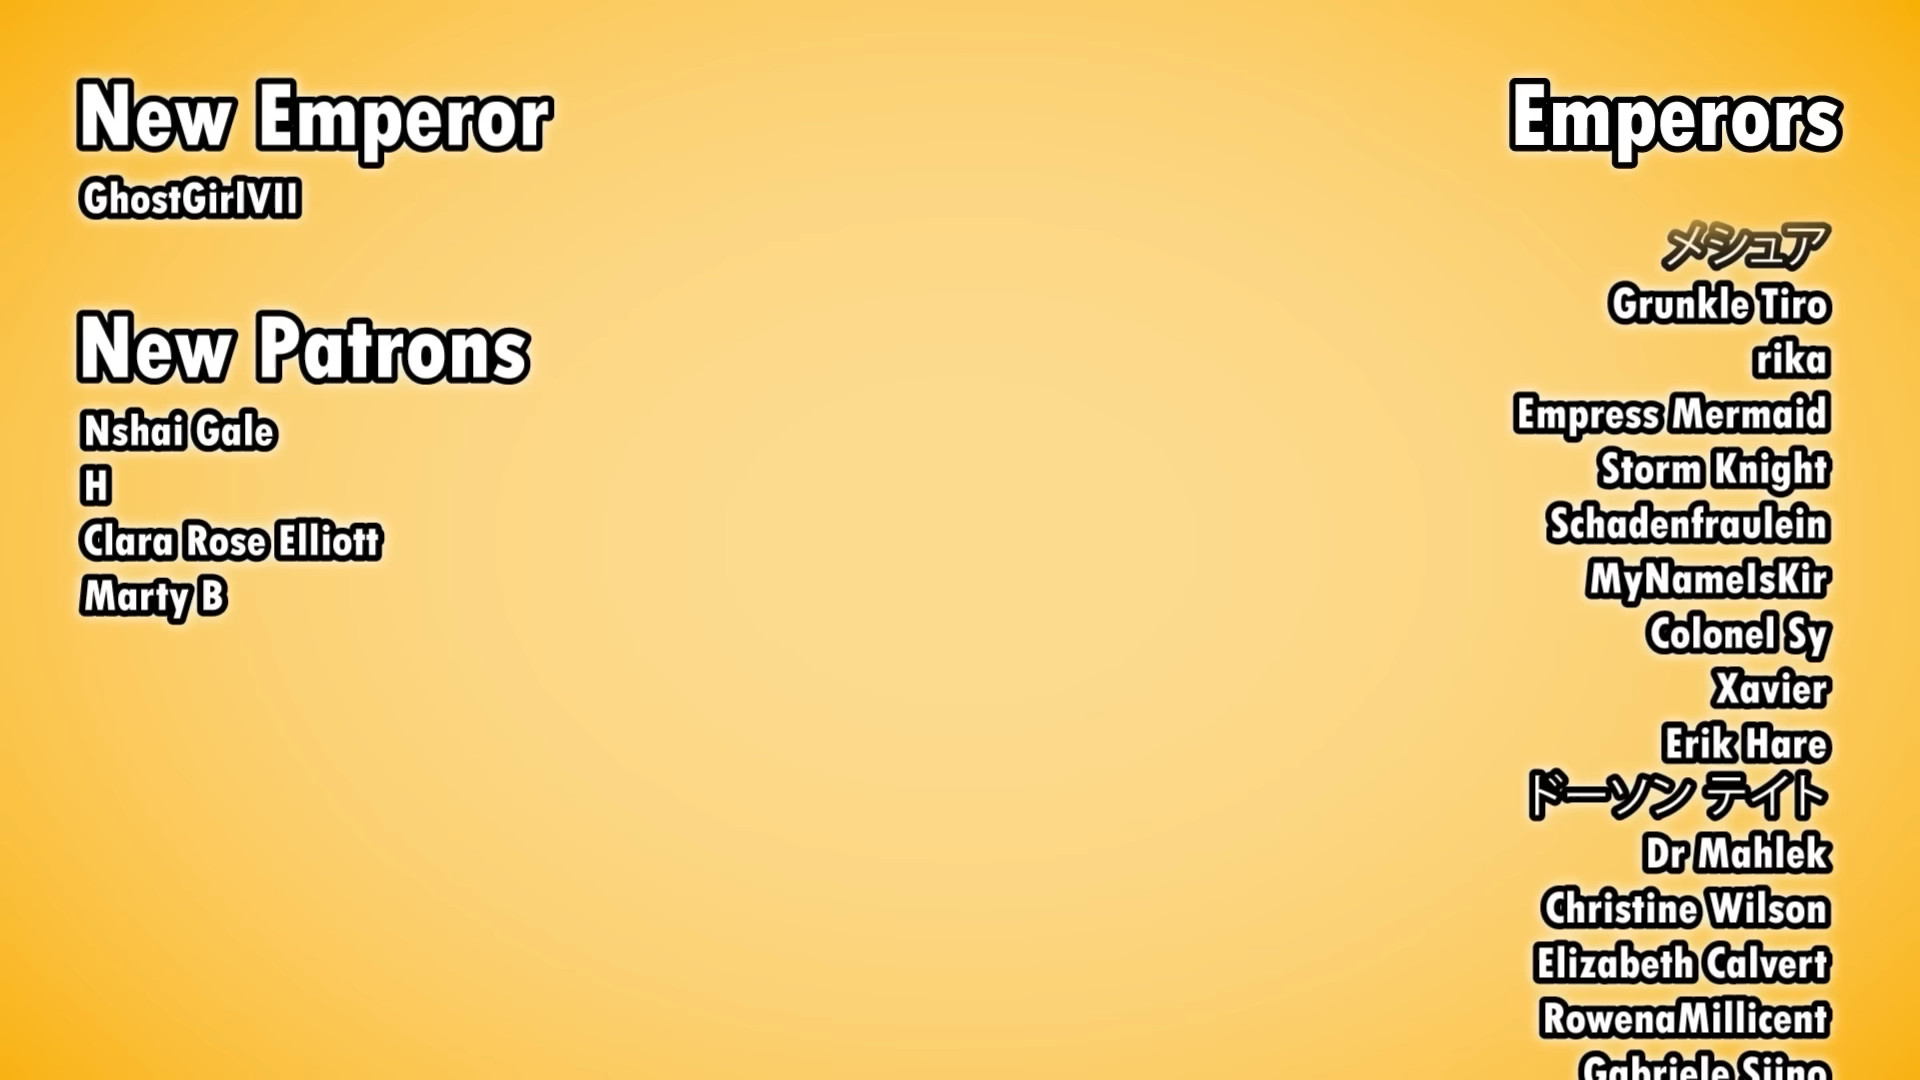 New Emperor
GhostGirlVII
New Patrons
Nshai Gale
H
Clara Rose Elliott
Marty B
Emperors
メシュア
Grunkle Tiro
rika
Empress Mermaid
Storm Knight
Schadenfraulein
MyNameIsKir
Colonel Sy
Xavier
Erik Hare
ドーソン テイト
Dr Mahlek
Christine Wilson
Elizabeth Calvert
RowenaMillicent
Gabriele